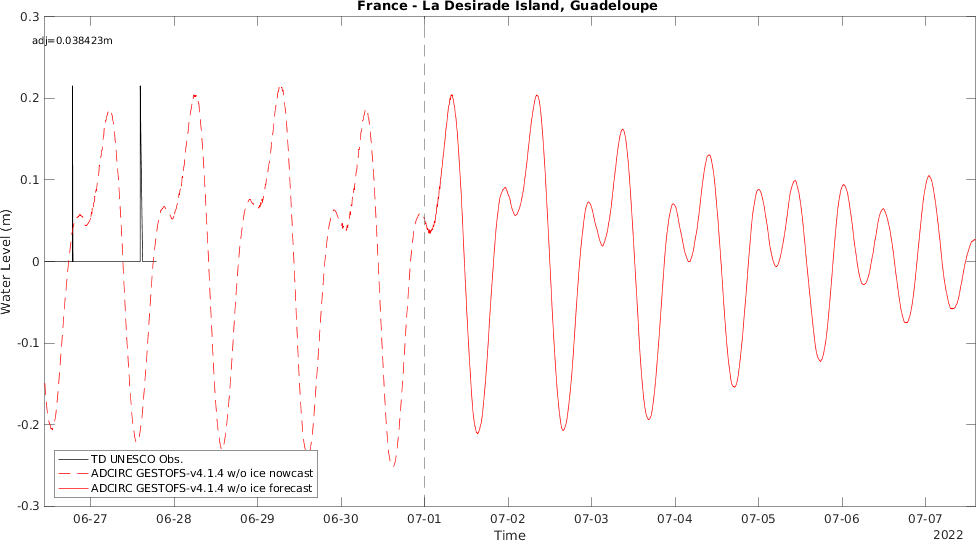 France - La Desirade Island, Guadeloupe
adj=0.038423m
0.3
0.2
0.1
0
-0.1
-0.2
-0.3
Water Level (m)
TD UNESCO Obs.
ADCIRC GESTOFS-v4.1.4 w/o ice nowcast
ADCIRC GESTOFS-v4.1.4 w/o ice forecast
06-27 06-28 06-29 06-30 07-01 07-02 07-03 07-04 07-05 07-06 07-07
Time
2022